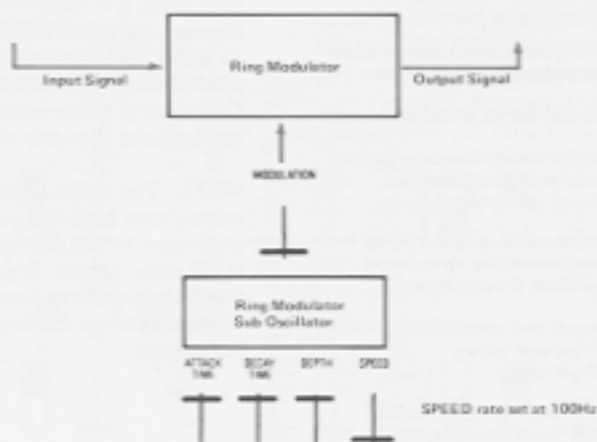 Ring Modulator
Input Signal
Output Signal
MODULATION
Ring Modulator
Sub Oscillator
ATTACK TIME
DECAY TIME
DEPTH
SPEED
SPEED rate set at 100Hz